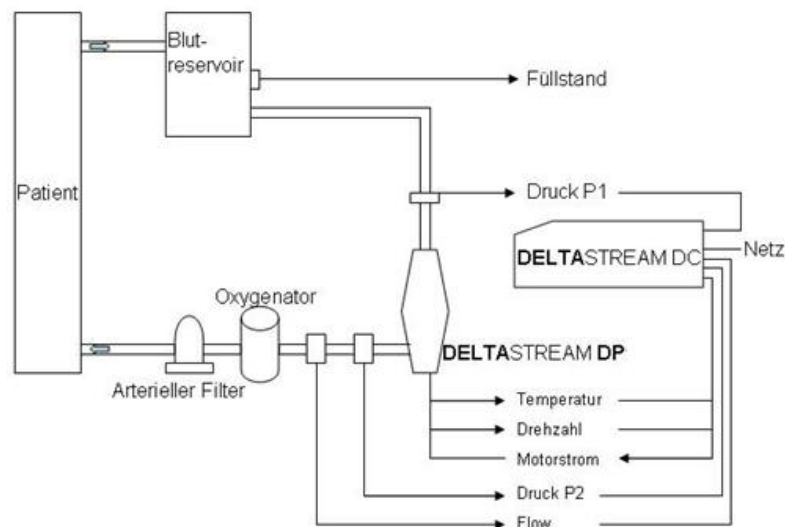 Blut-
reservoir
Füllstand
Patient
Druck P1
DELTASTREAM DC
Netz
Oxygenator
DELTASTREAM DP
Arterieller Filter
Temperatur
Drehzahl
Motorstrom
Druck P2
Flow